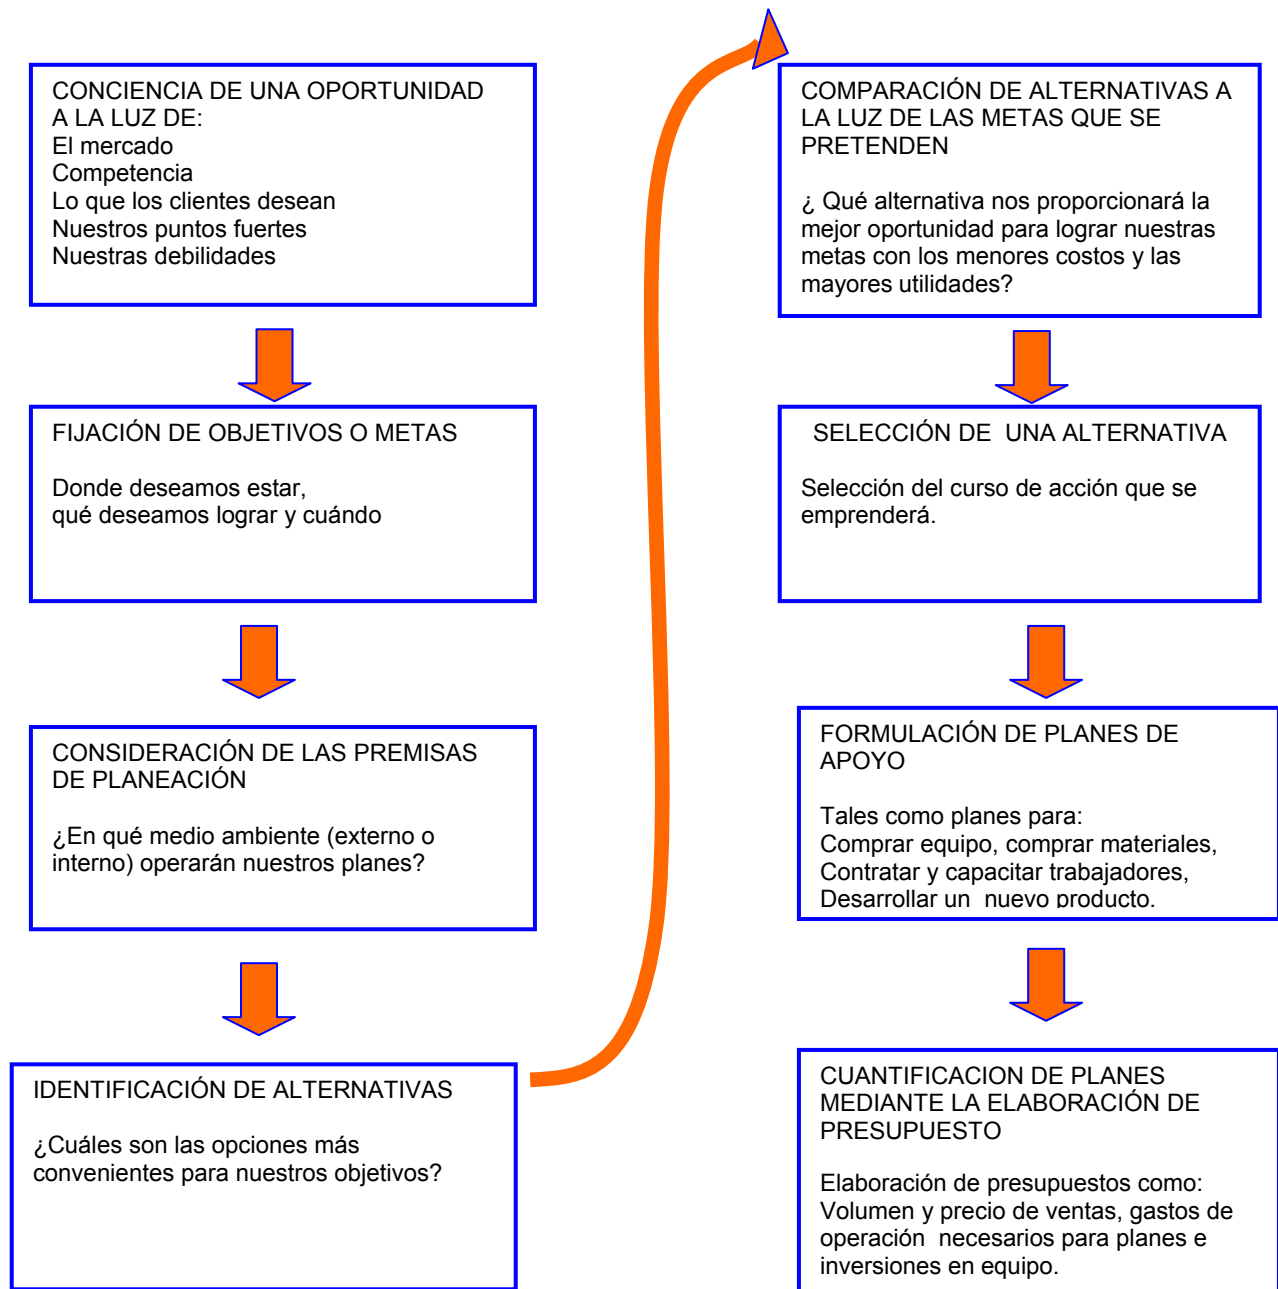 CONCIENCIA DE UNA OPORTUNIDAD
A LA LUZ DE:
El mercado
Competencia
Lo que los clientes desean
Nuestros puntos fuertes
Nuestras debilidades
FIJACIÓN DE OBJETIVOS O METAS
Donde deseamos estar,
qué deseamos lograr y cuándo
CONSIDERACIÓN DE LAS PREMISAS
DE PLANEACIÓN
¿En qué medio ambiente (externo o
interno) operarán nuestros planes?
IDENTIFICACIÓN DE ALTERNATIVAS
¿Cuáles son las opciones más
convenientes para nuestros objetivos?
COMPARACIÓN DE ALTERNATIVAS A
LA LUZ DE LAS METAS QUE SE
PRETENDEN
¿ Qué alternativa nos proporcionará la
mejor oportunidad para lograr nuestras
metas con los menores costos y las
mayores utilidades?
SELECCIÓN DE  UNA ALTERNATIVA
Selección del curso de acción que se
emprenderá.
FORMULACIÓN DE PLANES DE
APOYO
Tales como planes para:
Comprar equipo, comprar materiales,
Contratar y capacitar trabajadores,
Desarrollar un  nuevo producto.
CUANTIFICACION DE PLANES
MEDIANTE LA ELABORACIÓN DE
PRESUPUESTO
Elaboración de presupuestos como:
Volumen y precio de ventas, gastos de
operación  necesarios para planes e
inversiones en equipo.